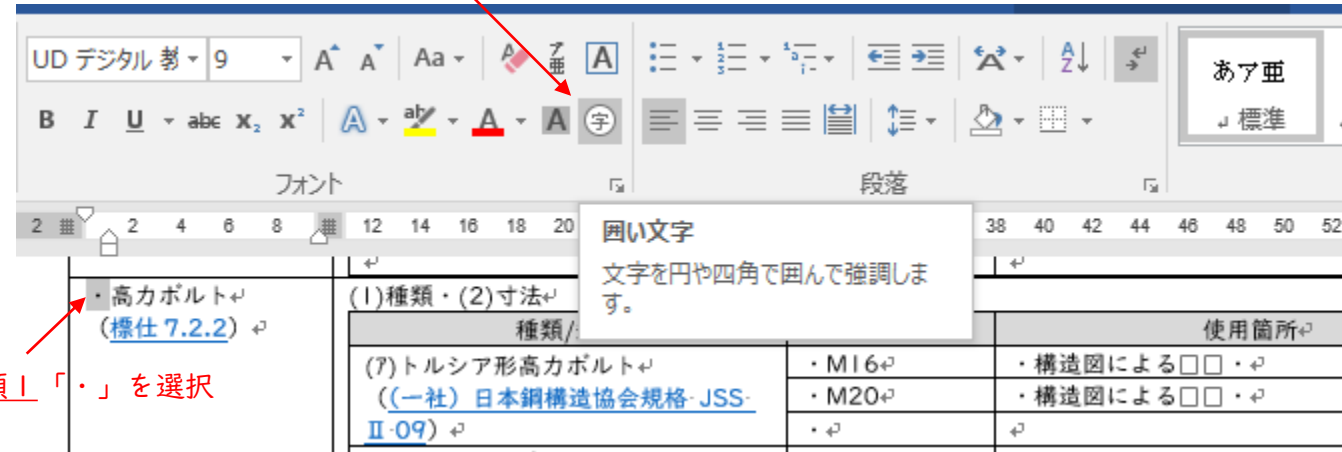 UD デジタル 教 9 A A Aa ア亜 A
B I U abc x₂ x² A ab A A 字
A Z
あア亜
↵ 標準
フォント
段落
2 2 4 6 8 12 14 16 18 20 38 40 42 44 46 48 50 52
囲い文字
文字を円や四角で囲んで強調しま
す。
・高力ボルト↵
(標仕 7.2.2) ↵
(1)種類・(2)寸法↵
種類/
使用箇所↵
(ア)トルシア形高力ボルト↵
((一社)日本鋼構造協会規格 JSS
Ⅱ 09) ↵
・M16↵
・構造図による□□・↵
・M20↵
・構造図による□□・↵
・↵
↵
1「・」を選択